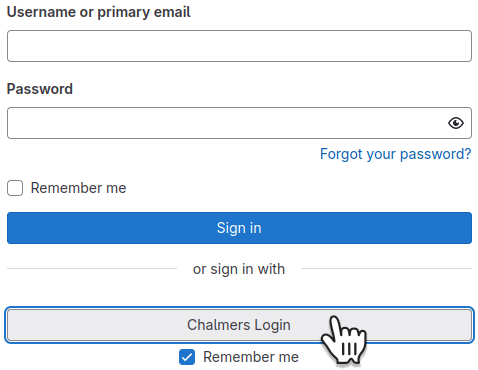 Username or primary email
Password
Forgot your password?
Remember me
Sign in
or sign in with
Chalmers Login
Remember me